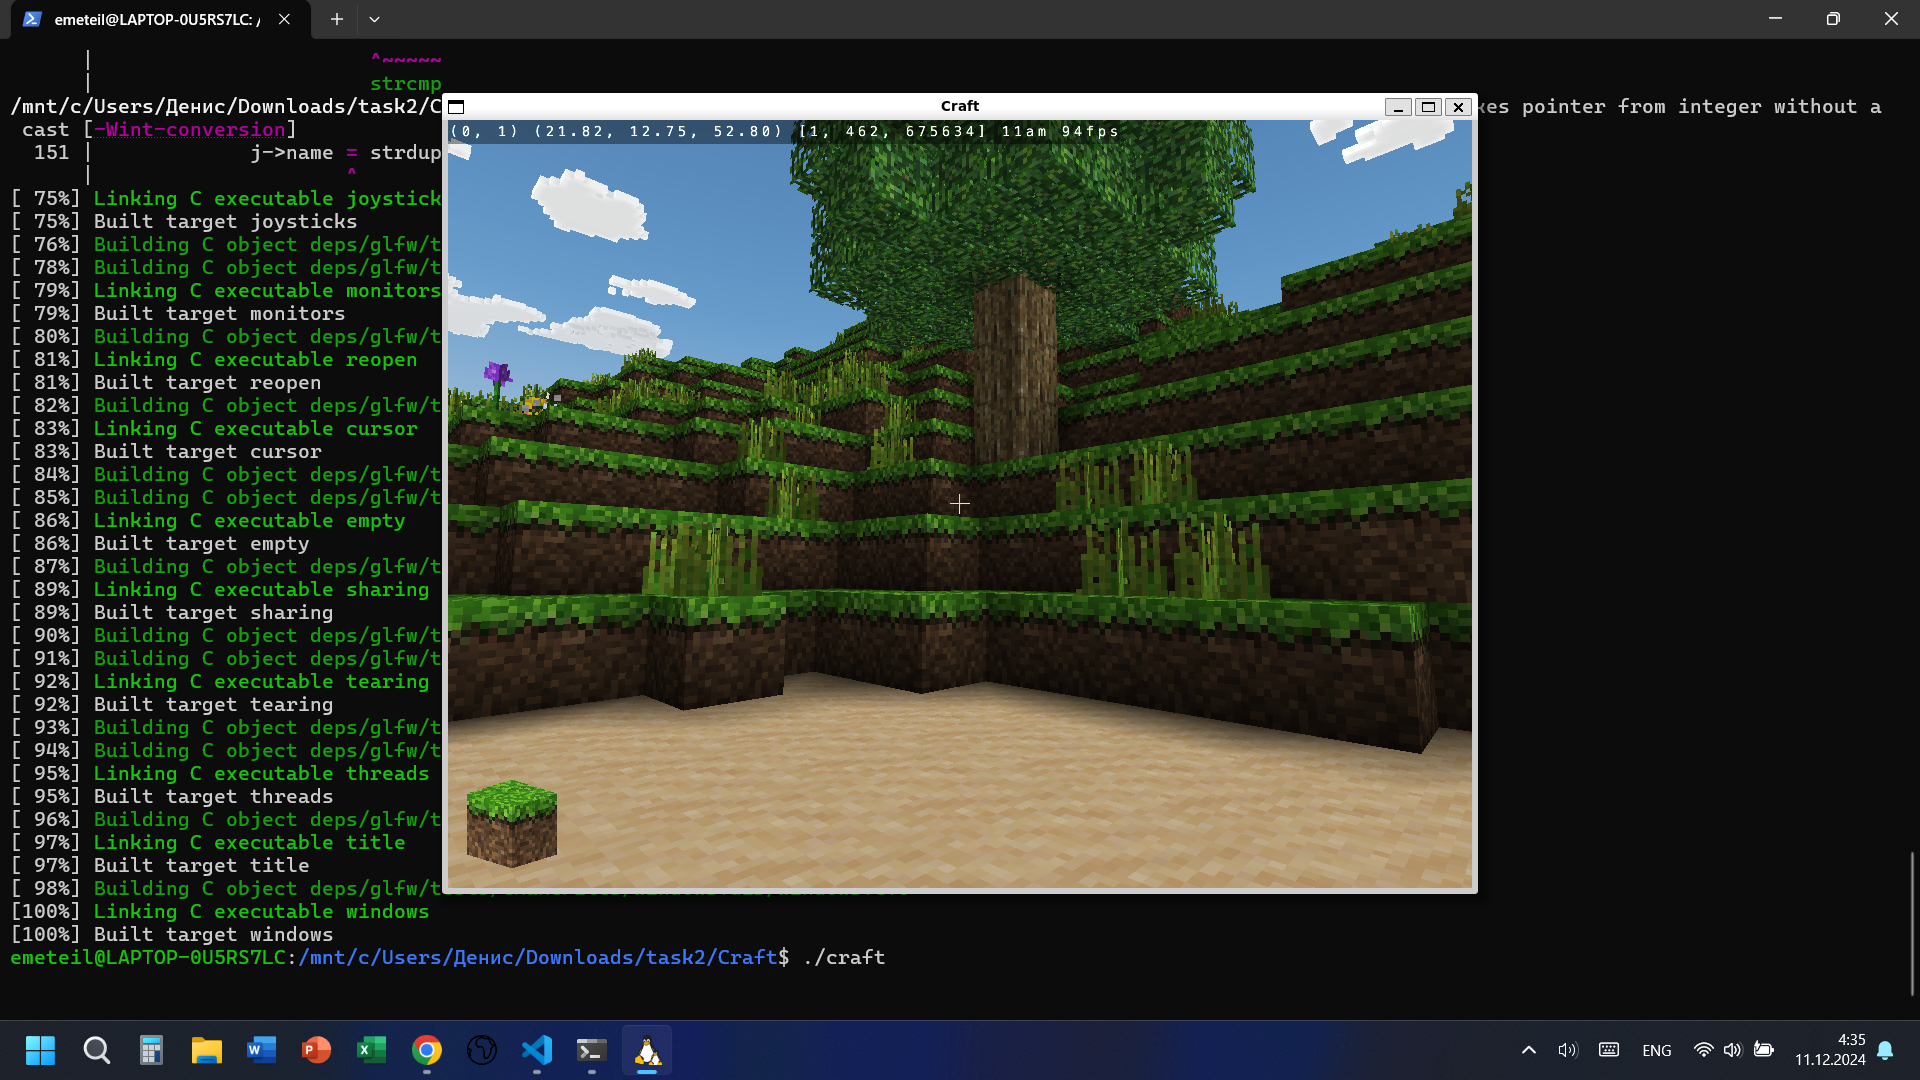 emeteil@LAPTOP-0U5RS7LC: /
|                       ^~~~~~
|                       strcmp
/mnt/c/Users/Денис/Downloads/task2/C
kes pointer from integer without a
cast [-Wint-conversion]
151 |             j->name = strdup
|                     ^
[ 75%] Linking C executable joystick
[ 75%] Built target joysticks
[ 76%] Building C object deps/glfw/t
[ 78%] Building C object deps/glfw/t
[ 79%] Linking C executable monitors
[ 79%] Built target monitors
[ 80%] Building C object deps/glfw/t
[ 81%] Linking C executable reopen
[ 81%] Built target reopen
[ 82%] Building C object deps/glfw/t
[ 83%] Linking C executable cursor
[ 83%] Built target cursor
[ 84%] Building C object deps/glfw/t
[ 85%] Building C object deps/glfw/t
[ 86%] Linking C executable empty
[ 86%] Built target empty
[ 87%] Building C object deps/glfw/t
[ 89%] Linking C executable sharing
[ 89%] Built target sharing
[ 90%] Building C object deps/glfw/t
[ 91%] Building C object deps/glfw/t
[ 92%] Linking C executable tearing
[ 92%] Built target tearing
[ 93%] Building C object deps/glfw/t
[ 94%] Building C object deps/glfw/t
[ 95%] Linking C executable threads
[ 95%] Built target threads
[ 96%] Building C object deps/glfw/t
[ 97%] Linking C executable title
[ 97%] Built target title
[ 98%] Building C object deps/glfw/t
[100%] Linking C executable windows
[100%] Built target windows
emeteil@LAPTOP-0U5RS7LC:/mnt/c/Users/Денис/Downloads/task2/Craft$ ./craft
Craft
(0, 1) (21.82, 12.75, 52.80) [1, 462, 675634] 11am 94fps
ENG
4:35
11.12.2024